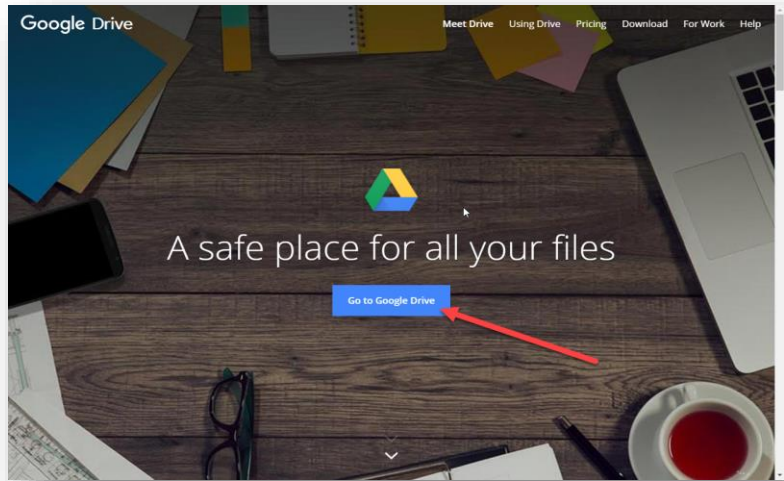 Google Drive
Meet Drive Using Drive Pricing Download For Work Help
A safe place for all your files
Go to Google Drive